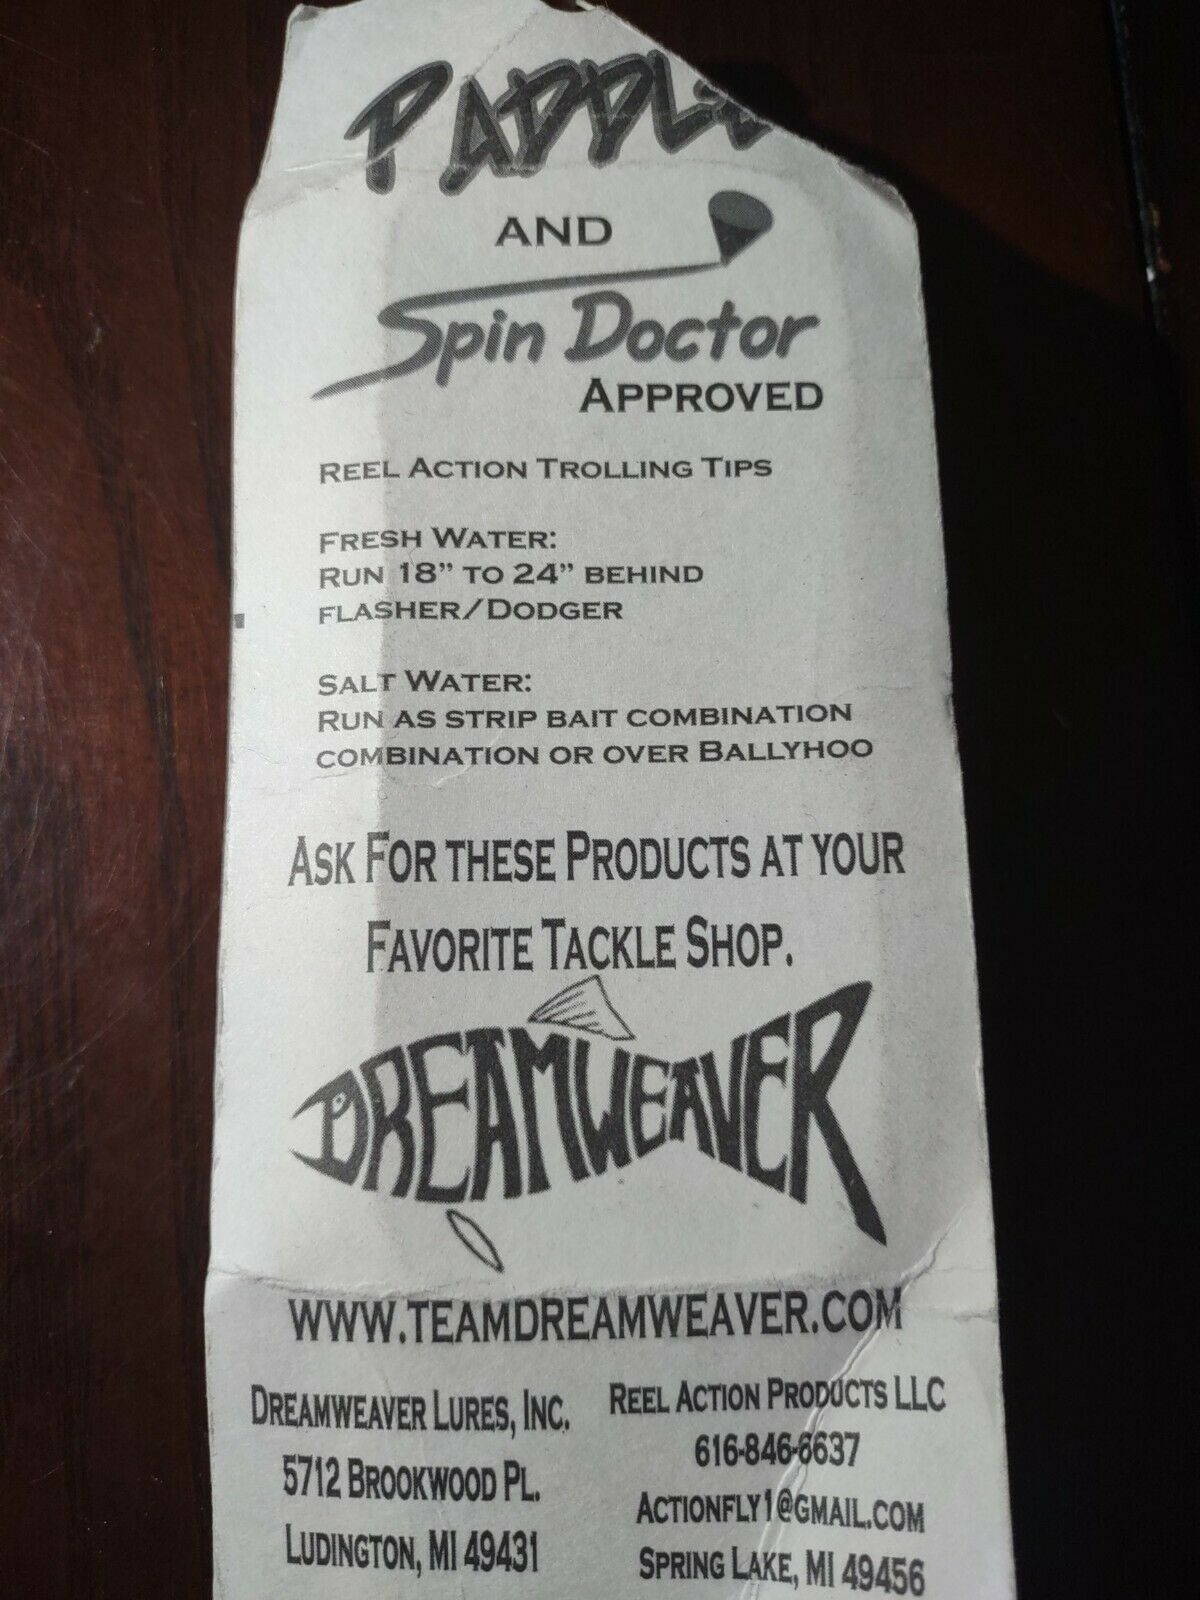 PADDLE
AND
Spin Doctor
APPROVED
REEL ACTION TROLLING TIPS
FRESH WATER:
RUN 18" TO 24" BEHIND
FLASHER/DODGER
SALT WATER:
RUN AS STRIP BAIT COMBINATION
COMBINATION OR OVER BALLYHOO
ASK FOR THESE PRODUCTS AT YOUR
FAVORITE TACKLE SHOP.
DREAMWEAVER
WWW.TEAMDREAMWEAVER.COM
DREAMWEAVER LURES, INC.
5712 BROOKWOOD PL.
LUDINGTON, MI 49431
REEL ACTION PRODUCTS LLC
616-846-6637
ACTIONFLY1@GMAIL.COM
SPRING LAKE, MI 49456